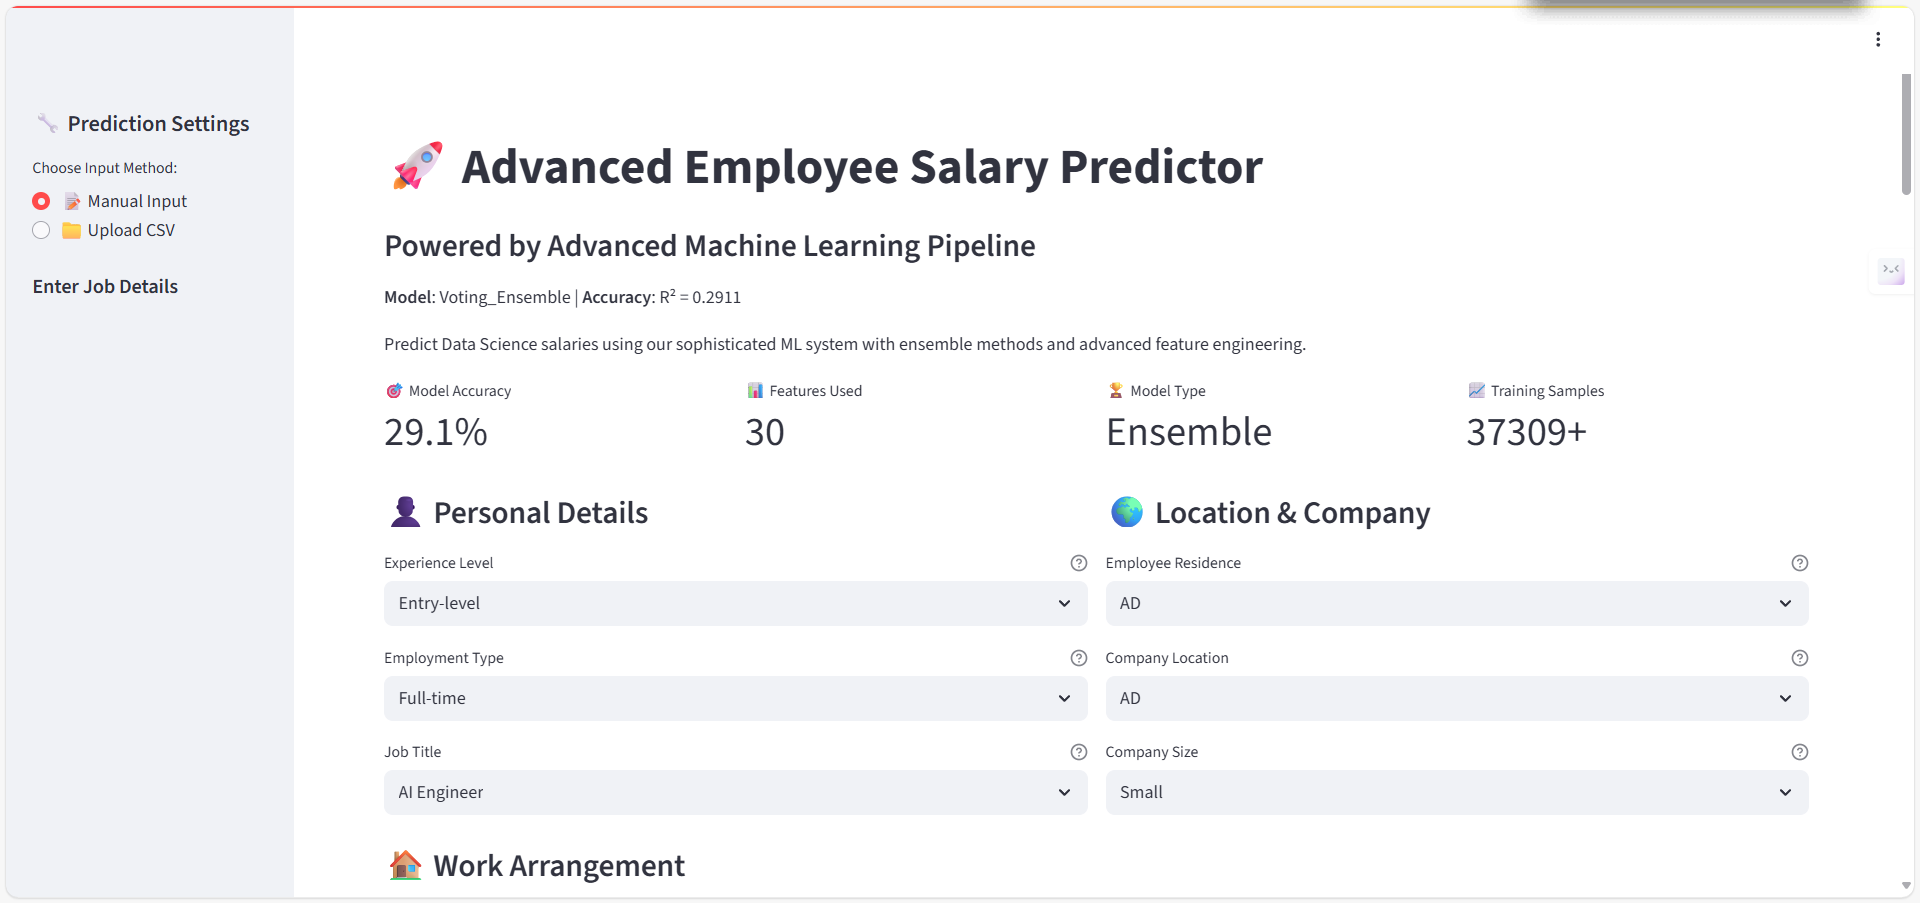 Prediction Settings
Choose Input Method:
Manual Input
Upload CSV
Enter Job Details
Advanced Employee Salary Predictor
Powered by Advanced Machine Learning Pipeline
Model: Voting_Ensemble | Accuracy: R² = 0.2911
Predict Data Science salaries using our sophisticated ML system with ensemble methods and advanced feature engineering.
Model Accuracy
29.1%
Features Used
30
Model Type
Ensemble
Training Samples
37309+
Personal Details
Experience Level
Entry-level
Employment Type
Full-time
Job Title
AI Engineer
Location & Company
Employee Residence
AD
Company Location
AD
Company Size
Small
Work Arrangement